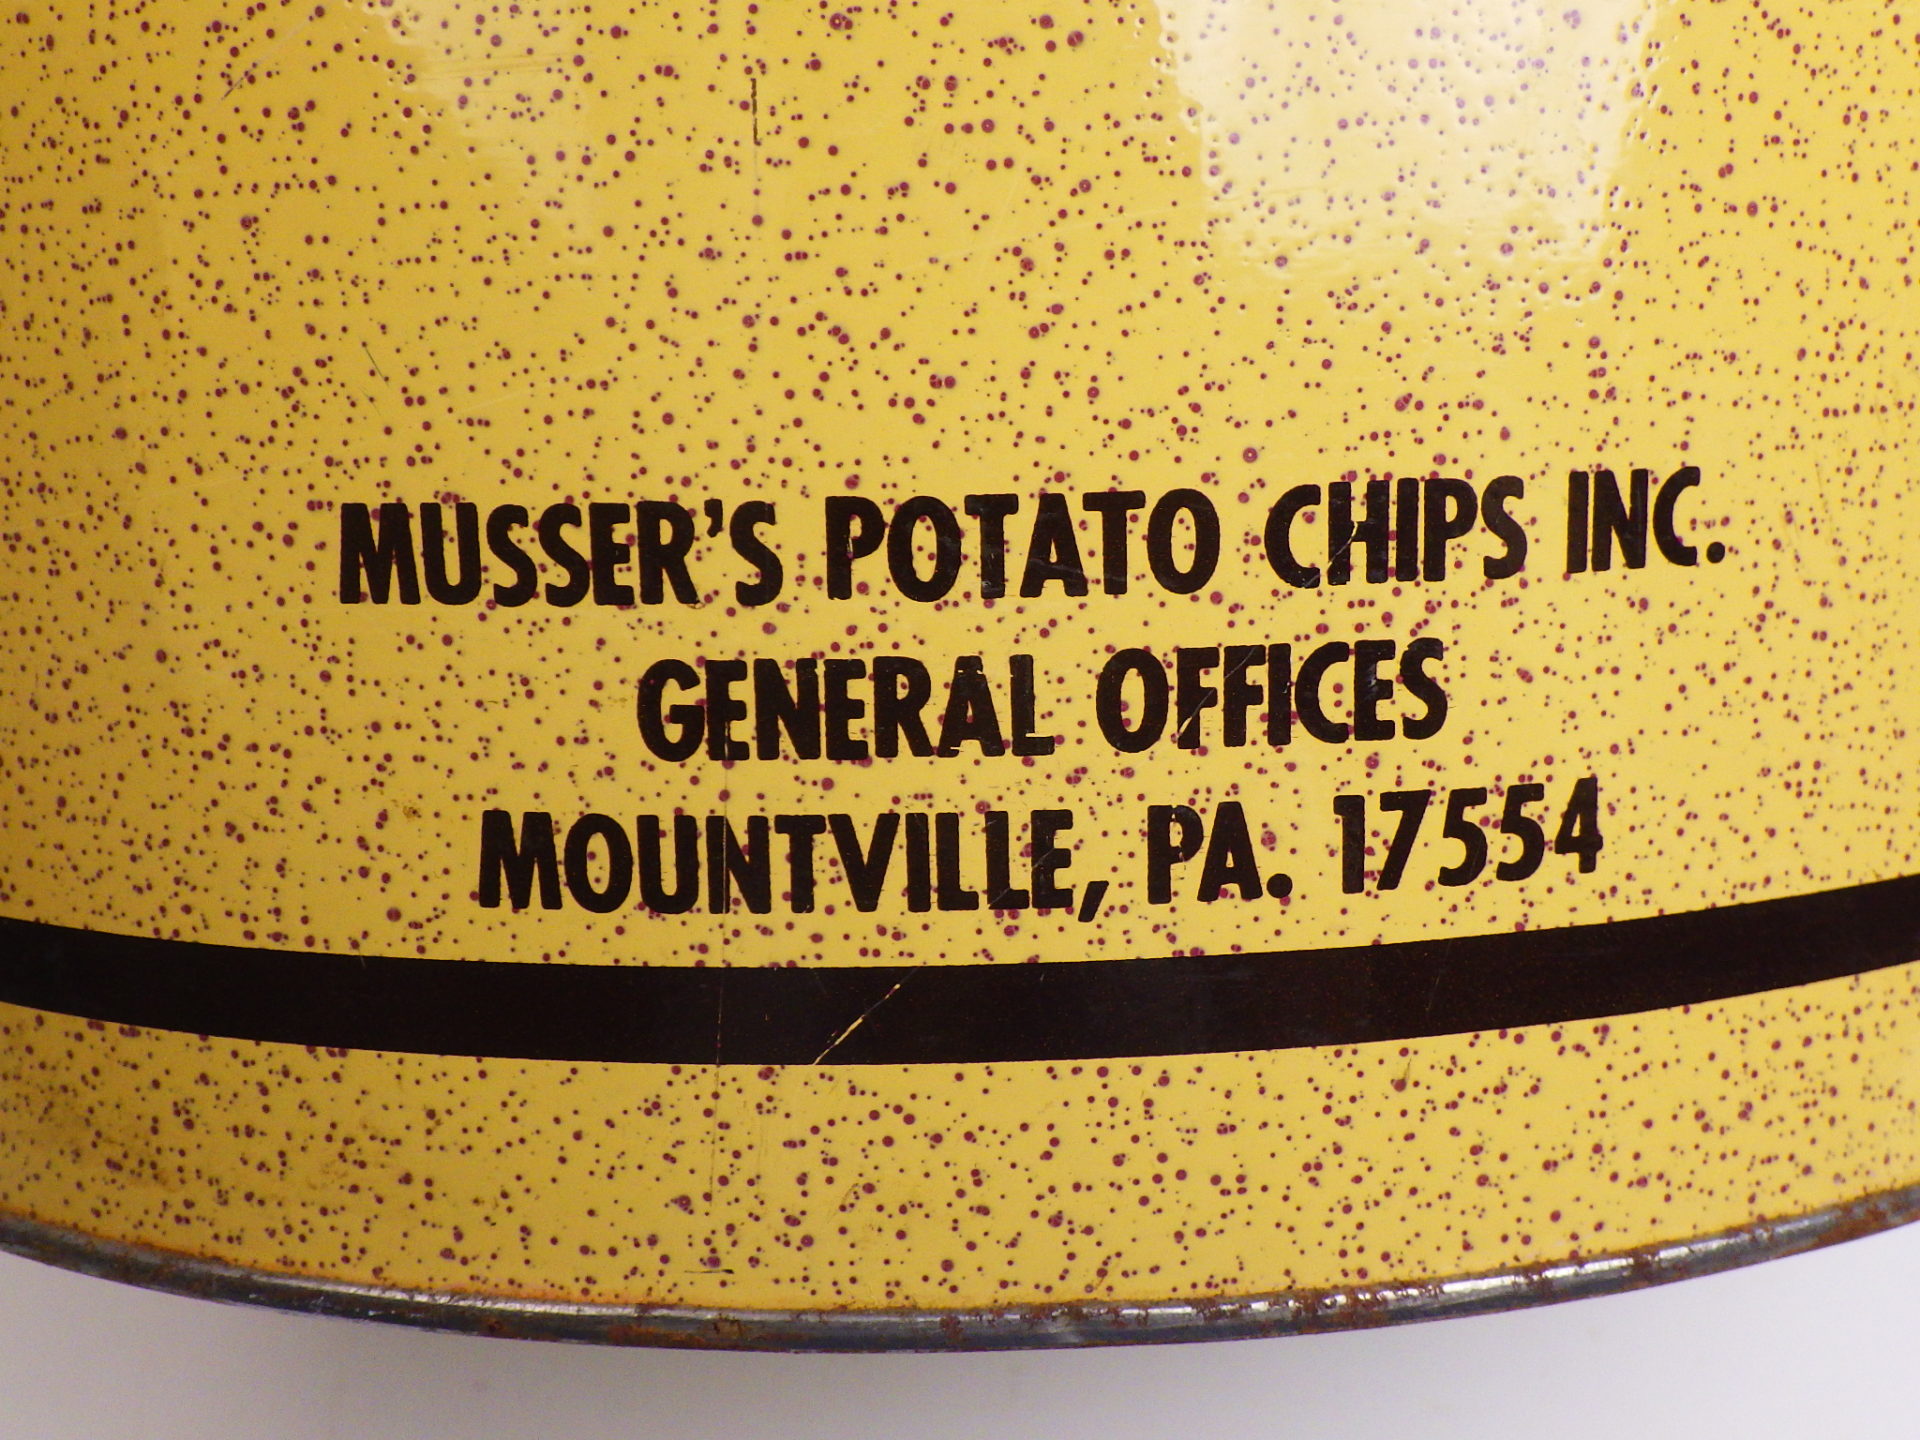 MUSSER'S POTATO CHIPS INC.
GENERAL OFFICES
MOUNTVILLE, PA. 17554